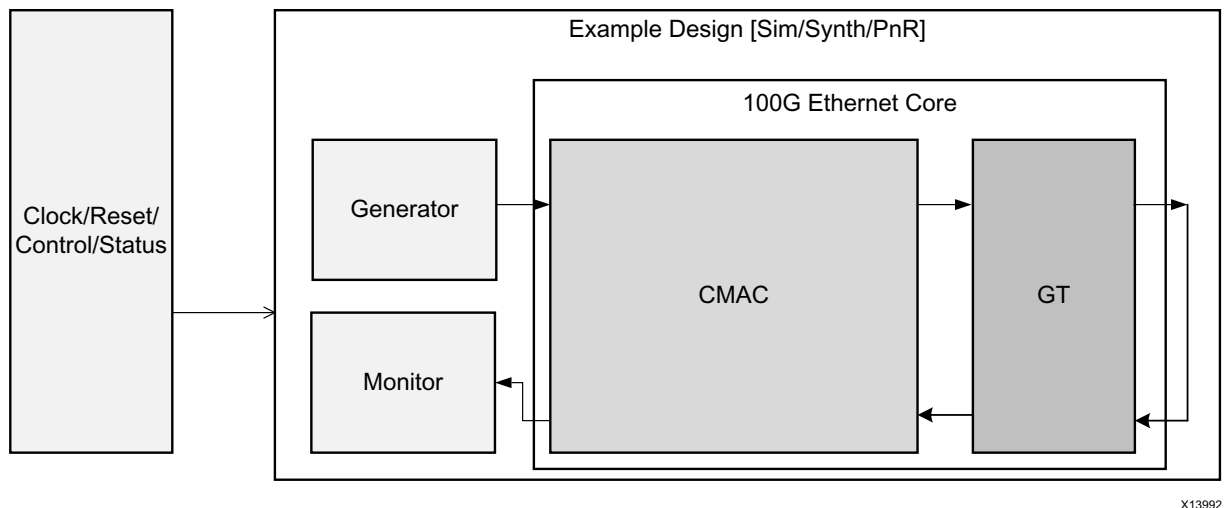 Example Design [Sim/Synth/PnR]
100G Ethernet Core
Clock/Reset/
Control/Status
Generator
Monitor
CMAC
GT
X13992